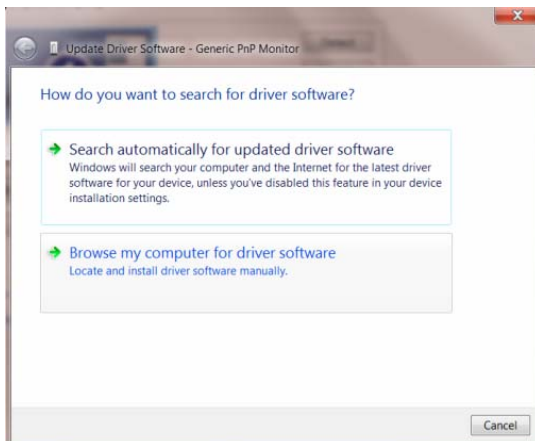 Update Driver Software - Generic PnP Monitor
How do you want to search for driver software?
Search automatically for updated driver software
Windows will search your computer and the Internet for the latest driver
software for your device, unless you've disabled this feature in your device
installation settings.
Browse my computer for driver software
Locate and install driver software manually.
Cancel